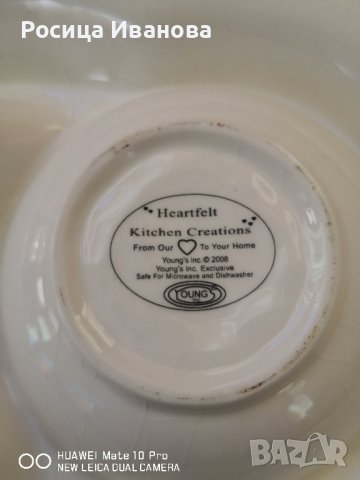 Росица Иванова
Heartfelt
Kitchen Creations
From Our To Your Home
Young's inc. © 2008
Young's Inc. Exclusive
Safe For Microwave and Dishwasher
YOUNG'S
HUAWEI Mate 10 Pro
NEW LEICA DUAL CAMERA
BAZAR